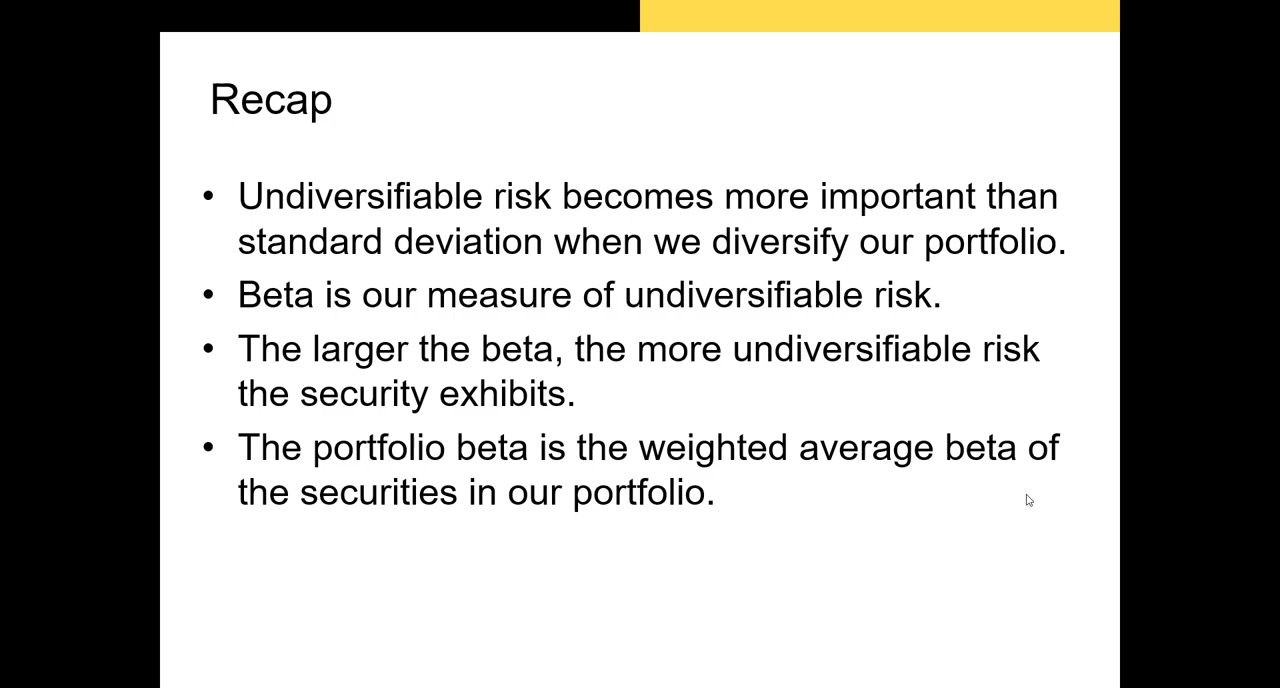 Recap
• Undiversifiable risk becomes more important than
standard deviation when we diversify our portfolio.
• Beta is our measure of undiversifiable risk.
• The larger the beta, the more undiversifiable risk
the security exhibits.
• The portfolio beta is the weighted average beta of
the securities in our portfolio.